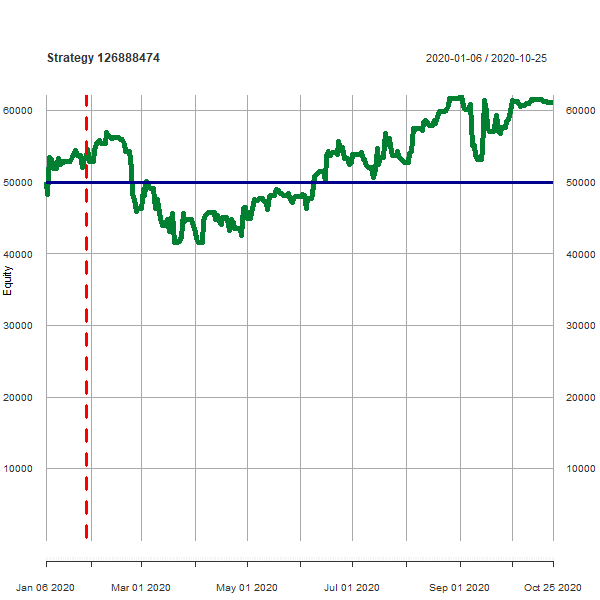 Strategy 126888474
2020-01-06 / 2020-10-25
60000
60000
50000
50000
40000
40000
Equity
30000
30000
20000
20000
10000
10000
Jan 06 2020
Mar 01 2020
May 01 2020
Jul 01 2020
Sep 01 2020
Oct 25 2020